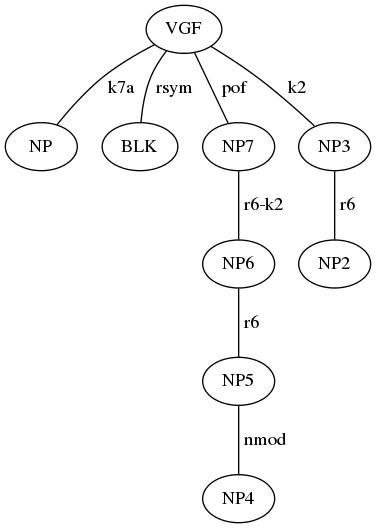 VGF
k7a rsym pof k2
NP BLK NP7 NP3
r6-k2 r6
NP6 NP2
r6
NP5
nmod
NP4